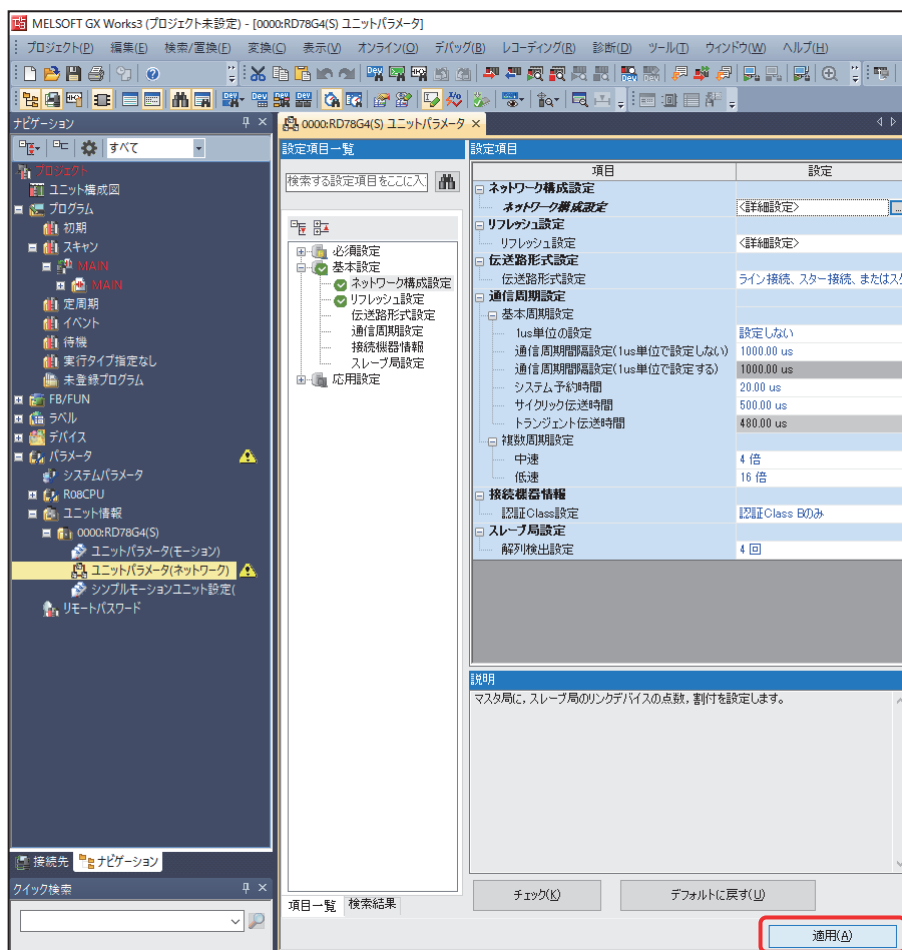 MELSOFT GX Works3 (プロジェクト未設定) - [0000:RD78G4(S) ユニットパラメータ]
プロジェクト(P) 編集(E) 検索/置換(F) 変換(C) 表示(V) オンライン(O) デバッグ(B) レコーディング(R) 診断(D) ツール(T) ウィンドウ(W) ヘルプ(H)
ナビゲーション
すべて
プロジェクト
ユニット構成図
プログラム
初期
スキャン
MAIN
MAIN
定周期
イベント
待機
実行タイプ指定なし
未登録プログラム
FB/FUN
ラベル
デバイス
パラメータ
システムパラメータ
R08CPU
ユニット情報
0000:RD78G4(S)
ユニットパラメータ(モーション)
ユニットパラメータ(ネットワーク)
シンプルモーションユニット設定(
リモートパスワード
接続先 ナビゲーション
クイック検索
0000:RD78G4(S) ユニットパラメータ
設定項目一覧
検索する設定項目をここに入
必須設定
基本設定
ネットワーク構成設定
リフレッシュ設定
伝送路形式設定
通信周期設定
接続機器情報
スレーブ局設定
応用設定
項目一覧 検索結果
設定項目
項目 設定
ネットワーク構成設定
ネットワーク構成設定 <詳細設定> ...
リフレッシュ設定
リフレッシュ設定 <詳細設定>
伝送路形式設定
伝送路形式設定 ライン接続、スター接続、またはス
通信周期設定
基本周期設定
1us単位の設定 設定しない
通信周期間隔設定(1us単位で設定しない) 1000.00 us
通信周期間隔設定(1us単位で設定する) 1000.00 us
システム予約時間 20.00 us
サイクリック伝送時間 500.00 us
トランジェント伝送時間 480.00 us
複数周期設定
中速 4 倍
低速 16 倍
接続機器情報
認証Class設定 認証Class Bのみ
スレーブ局設定
解列検出設定 4 回
説明
マスタ局に,スレーブ局のリンクデバイスの点数,割付を設定します。
チェック(K) デフォルトに戻す(U)
適用(A)